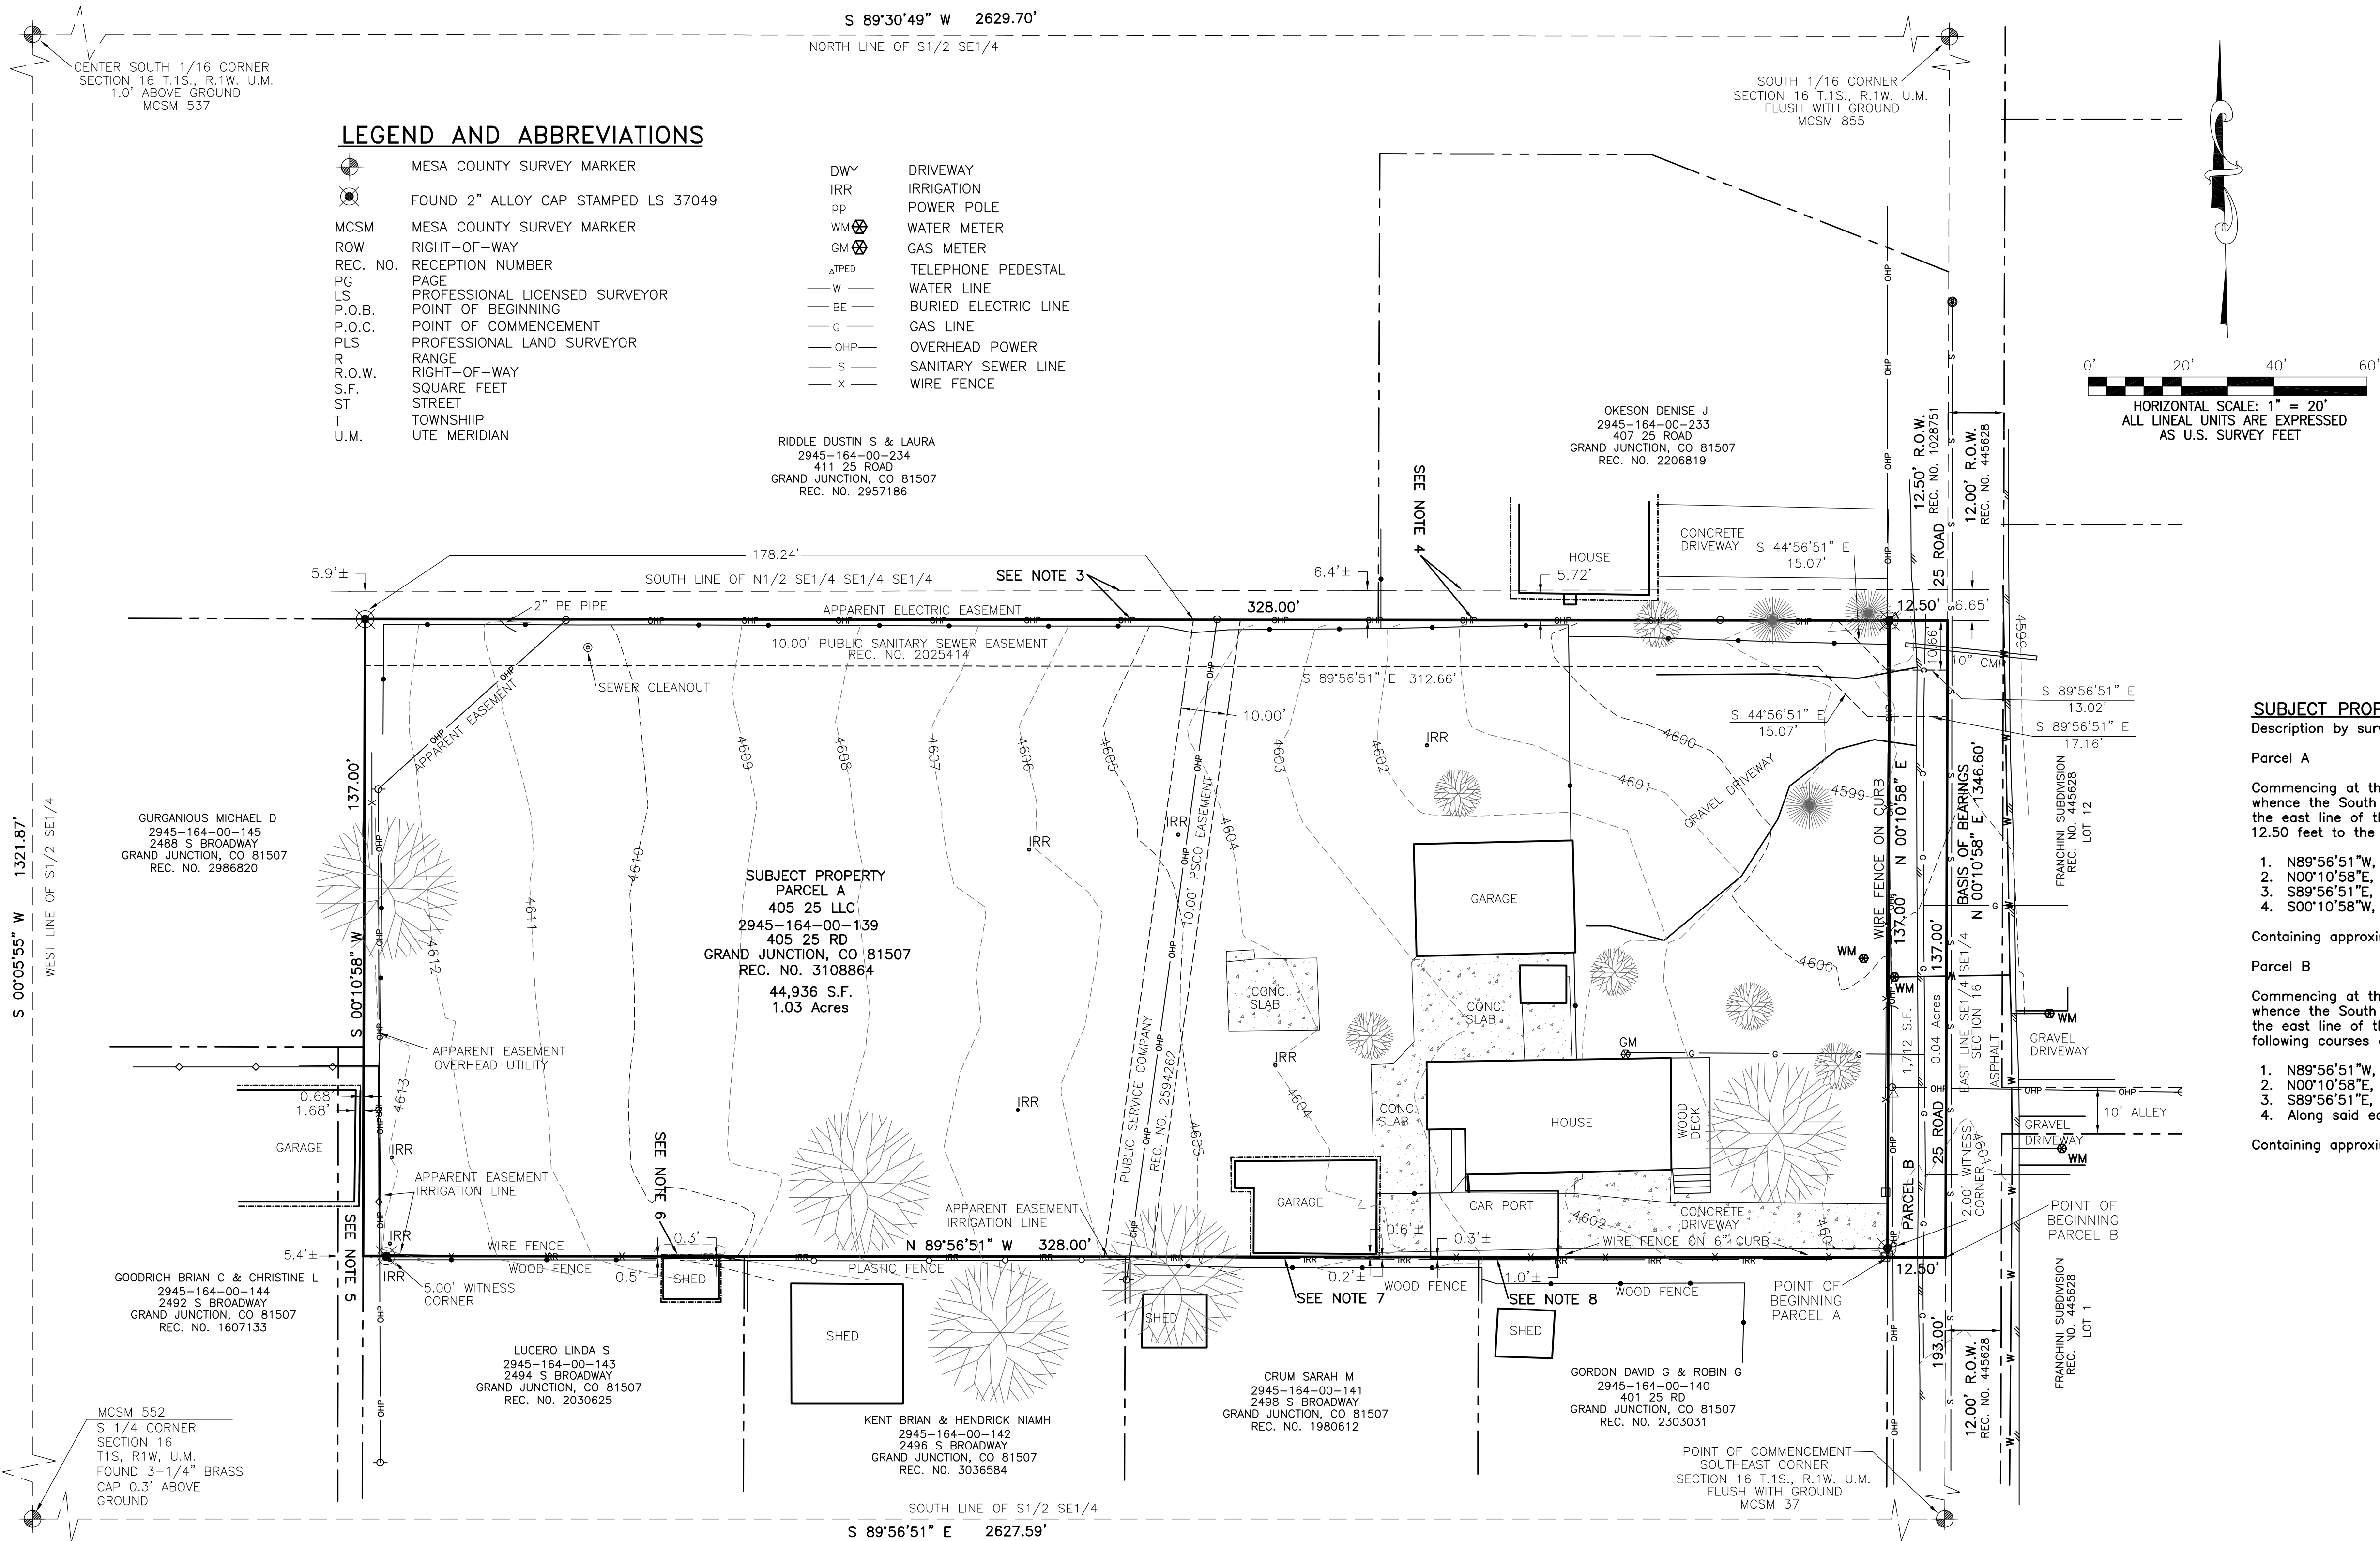 S 89°30'49" W 2629.70'
NORTH LINE OF S1/2 SE1/4
CENTER SOUTH 1/16 CORNER
SECTION 16 T.1S., R.1W. U.M.
1.0' ABOVE GROUND
MCSM 537
SOUTH 1/16 CORNER
SECTION 16 T.1S., R.1W. U.M.
FLUSH WITH GROUND
MCSM 855
LEGEND AND ABBREVIATIONS
MESA COUNTY SURVEY MARKER
FOUND 2" ALLOY CAP STAMPED LS 37049
MCSM MESA COUNTY SURVEY MARKER
ROW RIGHT-OF-WAY
REC. NO. RECEPTION NUMBER
PG PAGE
LS PROFESSIONAL LICENSED SURVEYOR
P.O.B. POINT OF BEGINNING
P.O.C. POINT OF COMMENCEMENT
PLS PROFESSIONAL LAND SURVEYOR
R RANGE
R.O.W. RIGHT-OF-WAY
S.F. SQUARE FEET
ST STREET
T TOWNSHIIP
U.M. UTE MERIDIAN
DWY DRIVEWAY
IRR IRRIGATION
pp POWER POLE
WM WATER METER
GM GAS METER
TPED TELEPHONE PEDESTAL
W WATER LINE
BE BURIED ELECTRIC LINE
G GAS LINE
OHP OVERHEAD POWER
S SANITARY SEWER LINE
X WIRE FENCE
0' 20' 40' 60'
HORIZONTAL SCALE: 1" = 20'
ALL LINEAL UNITS ARE EXPRESSED
AS U.S. SURVEY FEET
RIDDLE DUSTIN S & LAURA
2945-164-00-234
411 25 ROAD
GRAND JUNCTION, CO 81507
REC. NO. 2957186
OKESON DENISE J
2945-164-00-233
407 25 ROAD
GRAND JUNCTION, CO 81507
REC. NO. 2206819
12.50' R.O.W.
REC. NO. 1028751
12.00' R.O.W.
REC. NO. 445628
25 ROAD
SEE NOTE 4
HOUSE
CONCRETE
DRIVEWAY
S 44°56'51" E
15.07'
5.72'
6.4'±
178.24'
5.9'±
SOUTH LINE OF N1/2 SE1/4 SE1/4 SE1/4
SEE NOTE 3
2" PE PIPE
APPARENT ELECTRIC EASEMENT
328.00'
12.50'
6.65'
10.66'
4599
10" CMP
10.00' PUBLIC SANITARY SEWER EASEMENT
REC. NO. 2025414
SEWER CLEANOUT
APPARENT EASEMENT
S 89°56'51" E 312.66'
10.00'
S 44°56'51" E
15.07'
S 89°56'51" E
13.02'
S 89°56'51" E
17.16'
4609
4608
4607
4606
4605
4603
4602
4600
4601
4599
IRR
GRAVEL DRIVEWAY
137.00'
S 00°10'58" W
S 00°05'55" W 1321.87'
WEST LINE OF S1/2 SE1/4
GURGANIOUS MICHAEL D
2945-164-00-145
2488 S BROADWAY
GRAND JUNCTION, CO 81507
REC. NO. 2986820
4612
4611
4610
SUBJECT PROPERTY
PARCEL A
405 25 LLC
2945-164-00-139
405 25 RD
GRAND JUNCTION, CO 81507
REC. NO. 3108864
44,936 S.F.
1.03 Acres
IRR
IRR
10.00' PSCO EASEMENT
PUBLIC SERVICE COMPANY
REC. NO. 2594262
4604
GARAGE
CONC.
SLAB
CONC.
SLAB
CONC.
SLAB
WIRE FENCE ON CURB
137.00'
N 00°10'58" E
137.00'
BASIS OF BEARINGS
N 00°10'58" E 1346.60'
1,712 S.F.
0.04 Acres
EAST LINE SE1/4 SE1/4
SECTION 16
ASPHALT
FRANCHINI SUBDIVISION
REC. NO. 445628
LOT 12
4600
WM
WM
WM
GRAVEL
DRIVEWAY
10' ALLEY
GRAVEL
DRIVEWAY
WM
SUBJECT PROP
Description by sur
Parcel A
Commencing at th
whence the South
the east line of t
12.50 feet to the
1. N89°56'51"W,
2. N00°10'58"E,
3. S89°56'51"E,
4. S00°10'58"W,
Containing approxi
Parcel B
Commencing at th
whence the South
the east line of t
following courses
1. N89°56'51"W,
2. N00°10'58"E,
3. S89°56'51"E,
4. Along said ea
Containing approxi
APPARENT EASEMENT
OVERHEAD UTILITY
4613
0.68'
1.68'
GARAGE
IRR
IRR
IRR
APPARENT EASEMENT
IRRIGATION LINE
SEE NOTE 5
5.4'±
5.00' WITNESS
CORNER
SEE NOTE 6
IRR
IRR
4604
4605
GM
HOUSE
WOOD
DECK
GARAGE
CAR PORT
4602
CONCRETE
DRIVEWAY
WIRE FENCE ON 6" CURB
25 ROAD
PARCEL B
2.00' WITNESS
CORNER
4601
POINT OF
BEGINNING
PARCEL B
APPARENT EASEMENT
IRRIGATION LINE
WIRE FENCE
WOOD FENCE
N 89°56'51" W 328.00'
PLASTIC FENCE
0.3'
0.5'
SHED
0.6'±
0.2'±
0.3'±
1.0'±
SEE NOTE 7
WOOD FENCE
SEE NOTE 8
WOOD FENCE
POINT OF
BEGINNING
PARCEL A
12.50'
SHED
SHED
SHED
GOODRICH BRIAN C & CHRISTINE L
2945-164-00-144
2492 S BROADWAY
GRAND JUNCTION, CO 81507
REC. NO. 1607133
LUCERO LINDA S
2945-164-00-143
2494 S BROADWAY
GRAND JUNCTION, CO 81507
REC. NO. 2030625
KENT BRIAN & HENDRICK NIAMH
2945-164-00-142
2496 S BROADWAY
GRAND JUNCTION, CO 81507
REC. NO. 3036584
CRUM SARAH M
2945-164-00-141
2498 S BROADWAY
GRAND JUNCTION, CO 81507
REC. NO. 1980612
GORDON DAVID G & ROBIN G
2945-164-00-140
401 25 RD
GRAND JUNCTION, CO 81507
REC. NO. 2303031
193.00'
12.00' R.O.W.
REC. NO. 445628
FRANCHINI SUBDIVISION
REC. NO. 445628
LOT 1
MCSM 552
S 1/4 CORNER
SECTION 16
T1S, R1W, U.M.
FOUND 3-1/4" BRASS
CAP 0.3' ABOVE
GROUND
POINT OF COMMENCEMENT
SOUTHEAST CORNER
SECTION 16 T.1S., R.1W. U.M.
FLUSH WITH GROUND
MCSM 37
SOUTH LINE OF S1/2 SE1/4
S 89°56'51" E 2627.59'